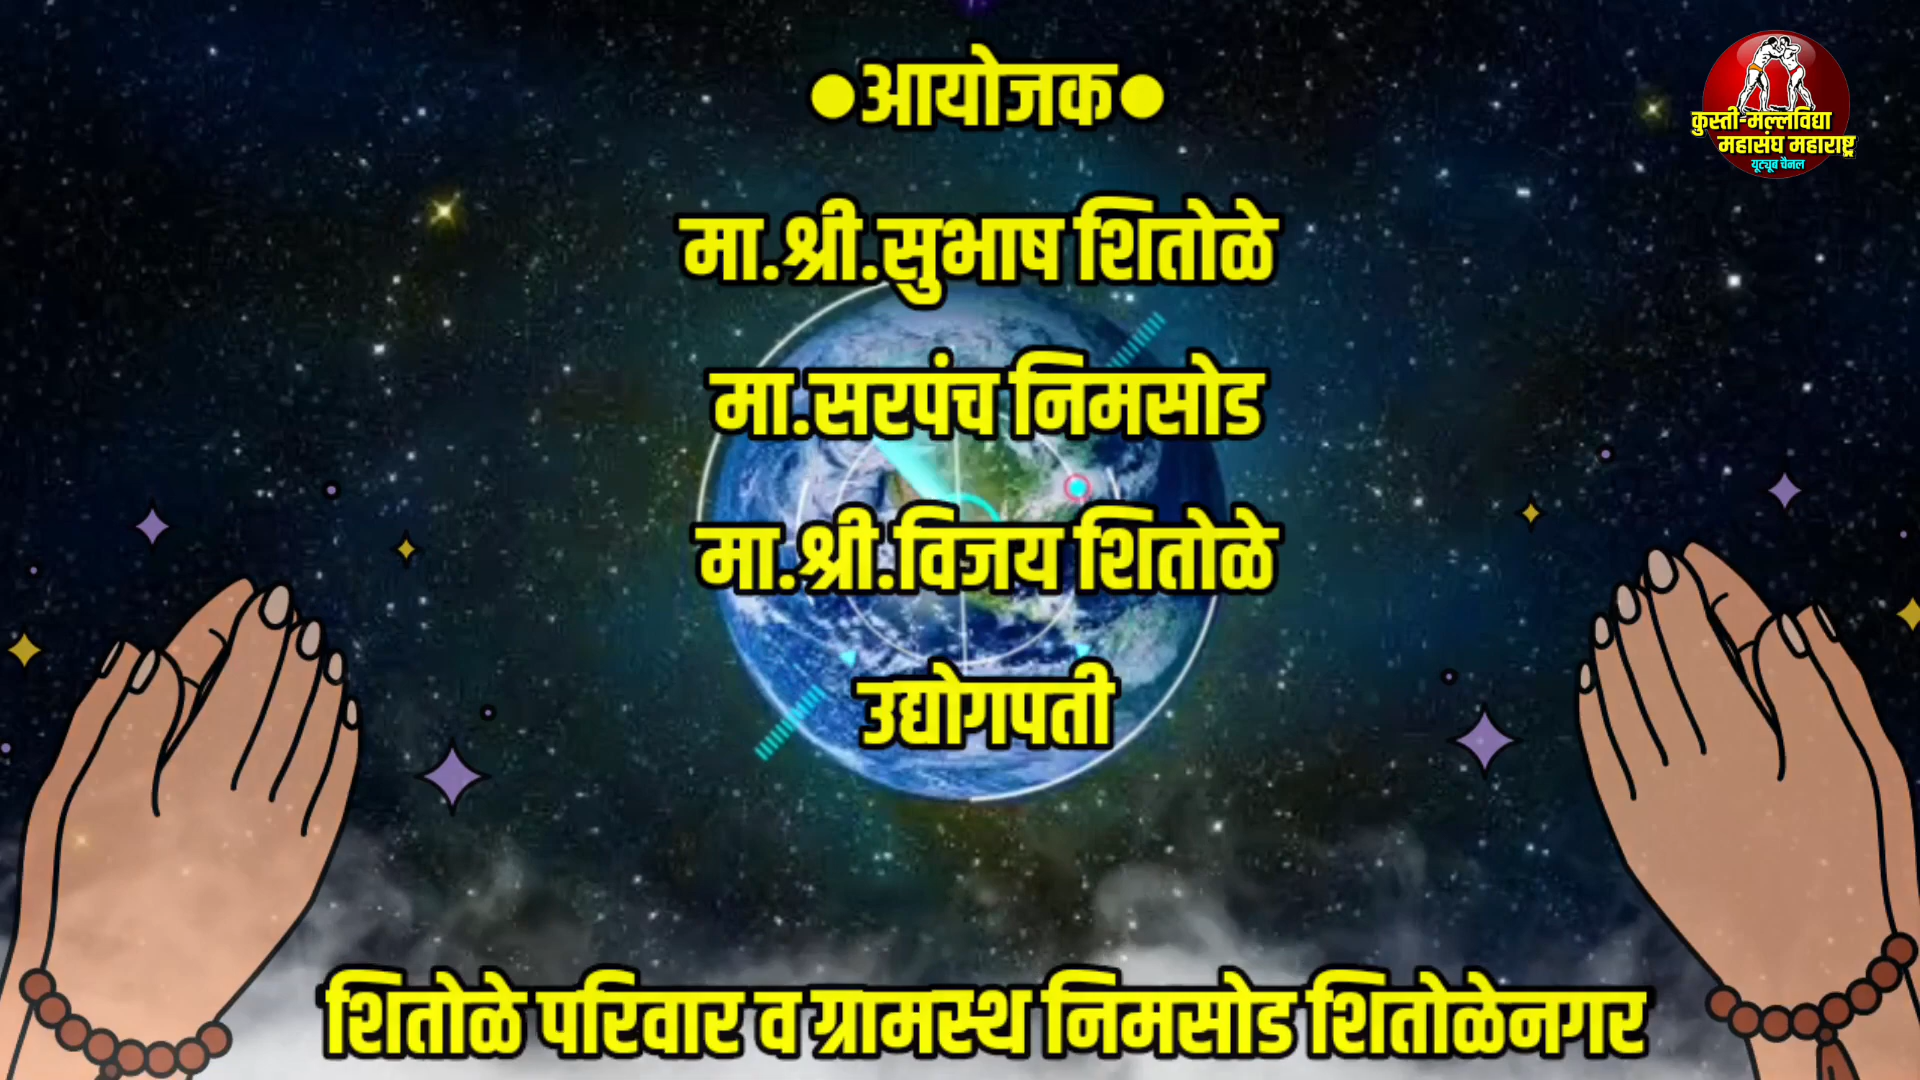 ●आयोजक●
कुस्ती-मल्लविद्या
महासंघ महाराष्ट्र
यूट्यूब चॅनल
मा.श्री.सुभाष शितोळे
मा.सरपंच निमसोड
मा.श्री.विजय शितोळे
उद्योगपती
शितोळे परिवार व ग्रामस्थ निमसोड शितोळेनगर